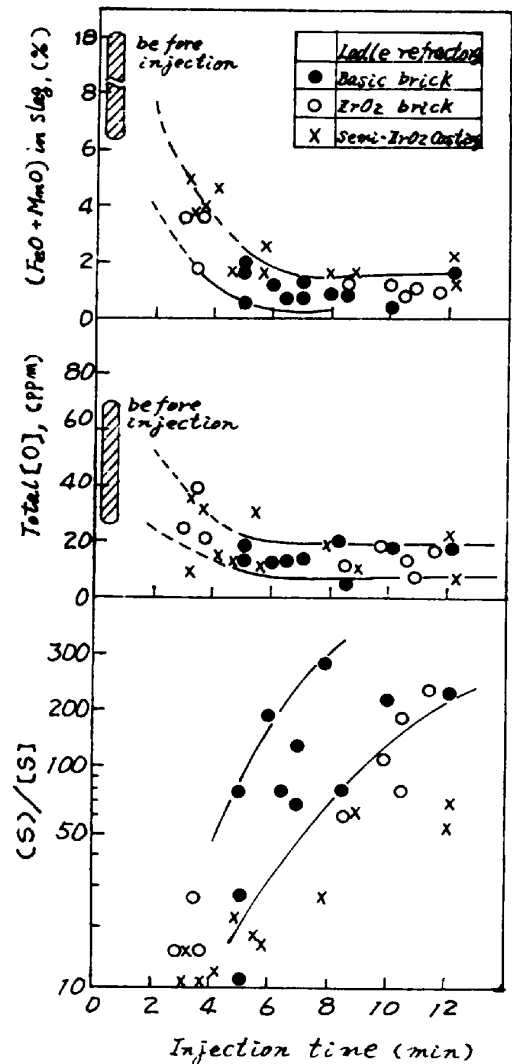 (FeO+MnO) in slag, (%)
18
8
6
4
2
0
before
injection
Ladle refractory
● Basic brick
○ ZrO2 brick
x Semi-ZrO2 Casting
Total [O], (ppm)
80
60
40
20
0
before
injection
(S)/[S]
300
200
100
50
10
0 2 4 6 8 10 12
Injection time (min)